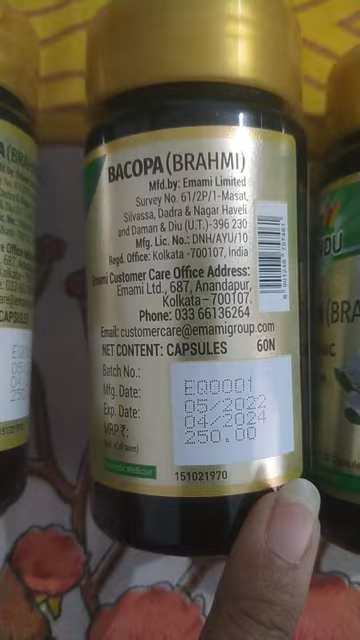 BACOPA (BRAHMI)
Mfd.by: Emami Limited
Survey No. 61/2P/1-Masat,
Silvassa, Dadra & Nagar Haveli
and Daman & Diu (U.T.)-396 230
Mfg. Lic. No.: DNH/AYU/10
Regd. Office: Kolkata -700107, India
Emami Customer Care Office Address:
Emami Ltd., 687, Anandapur,
Kolkata – 700107.
Phone: 033 66136264
Email: customercare@emamigroup.com
NET CONTENT: CAPSULES 60N
Batch No.: EQ0001
Mfg. Date: 05/2022
Exp. Date: 04/2024
MRP ₹: 250.00
(incl. of all taxes)
Ayurvedic Medicine
151021970